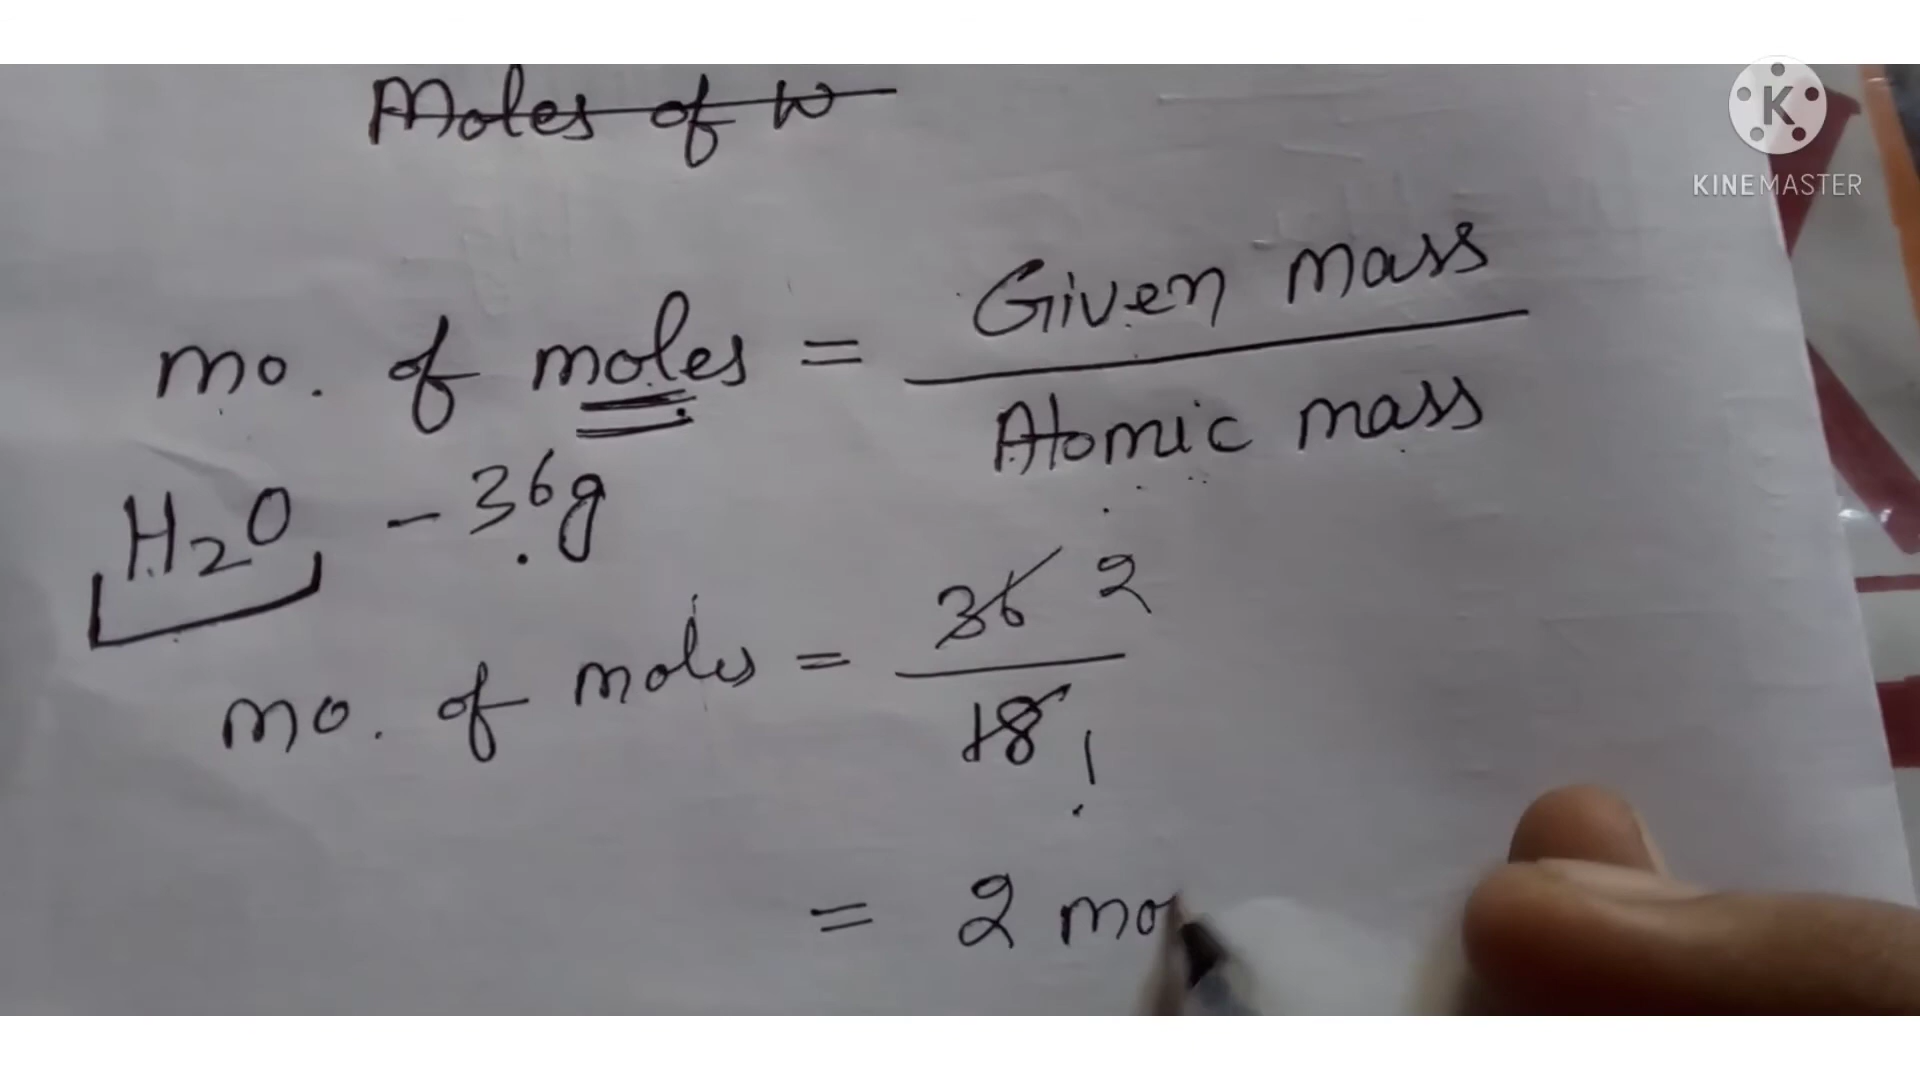 Moles of w
K
KINEMASTER
no. of moles = Given mass / Atomic mass
H₂O - 36g
no. of moles = 36 2 / 18 1
= 2 mo